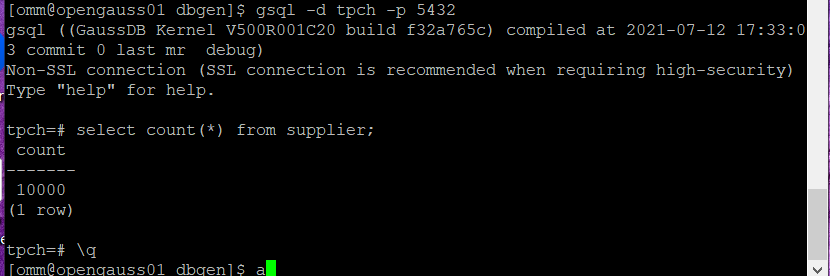 [omm@opengauss01 dbgen]$ gsql -d tpch -p 5432
gsql ((GaussDB Kernel V500R001C20 build f32a765c) compiled at 2021-07-12 17:33:0
3 commit 0 last mr  debug)
Non-SSL connection (SSL connection is recommended when requiring high-security)
Type "help" for help.

tpch=# select count(*) from supplier;
 count
-------
 10000
(1 row)

tpch=# \q
[omm@opengauss01 dbgen]$ a